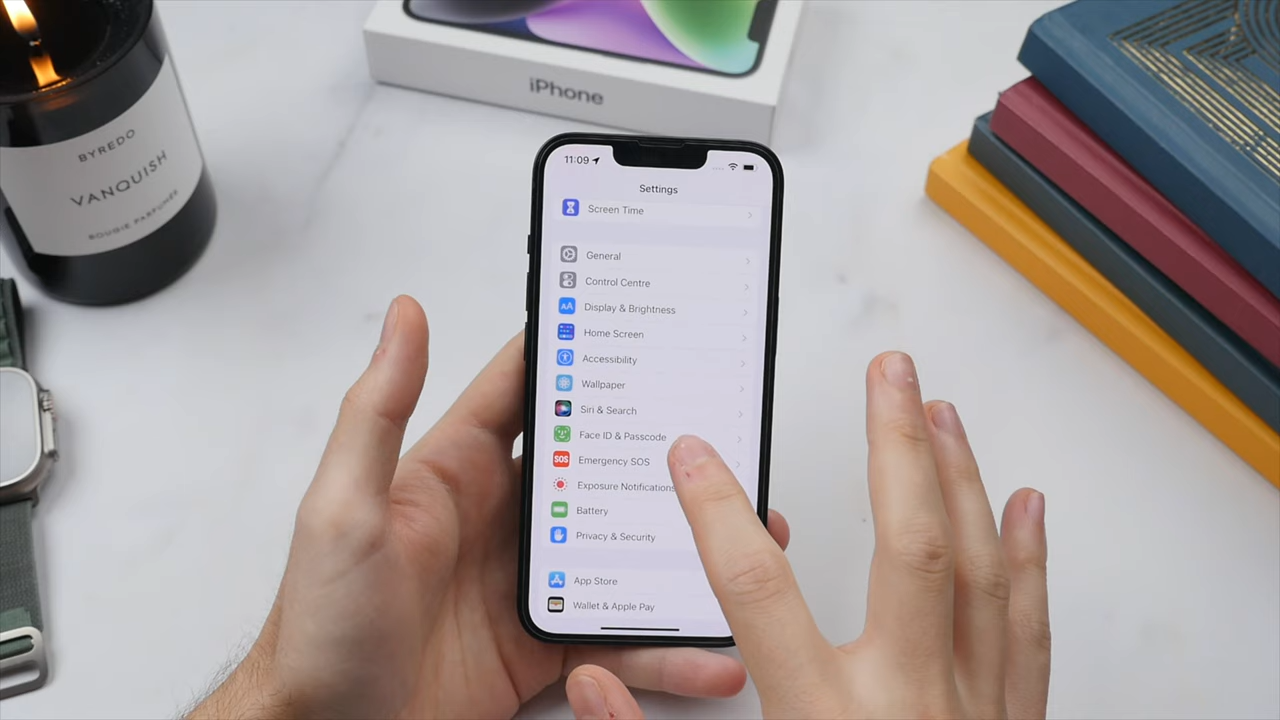 iPhone
BYREDO
VANQUISH
BOUGIE PARFUMÉE
11:09
Settings
Screen Time
General
Control Centre
Display & Brightness
AA
Home Screen
Accessibility
Wallpaper
Siri & Search
Face ID & Passcode
SOS
Emergency SOS
Exposure Notifications
Battery
Privacy & Security
App Store
Wallet & Apple Pay